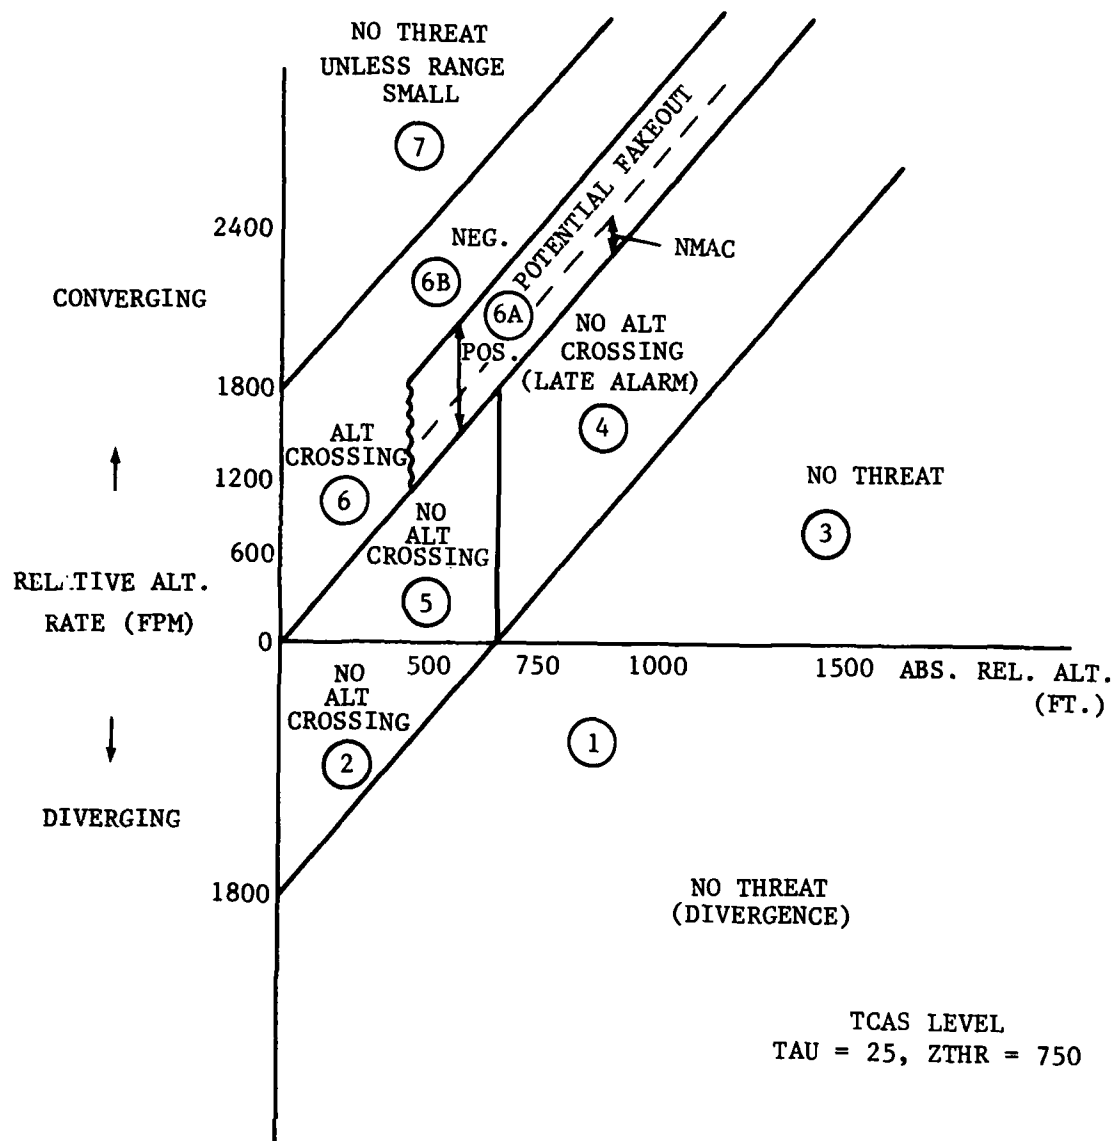 NO THREAT
UNLESS RANGE
SMALL
7
2400
NEG.
6B
POTENTIAL FAKEOUT
NMAC
CONVERGING
6A
NO ALT
CROSSING
(LATE ALARM)
4
POS.
1800
ALT
CROSSING
1200
6
NO THREAT
3
NO
ALT
CROSSING
5
600
REL.TIVE ALT.
RATE (FPM)
0
500 750 1000 1500 ABS. REL. ALT.
(FT.)
NO
ALT
CROSSING
2
1
DIVERGING
1800
NO THREAT
(DIVERGENCE)
TCAS LEVEL
TAU = 25, ZTHR = 750